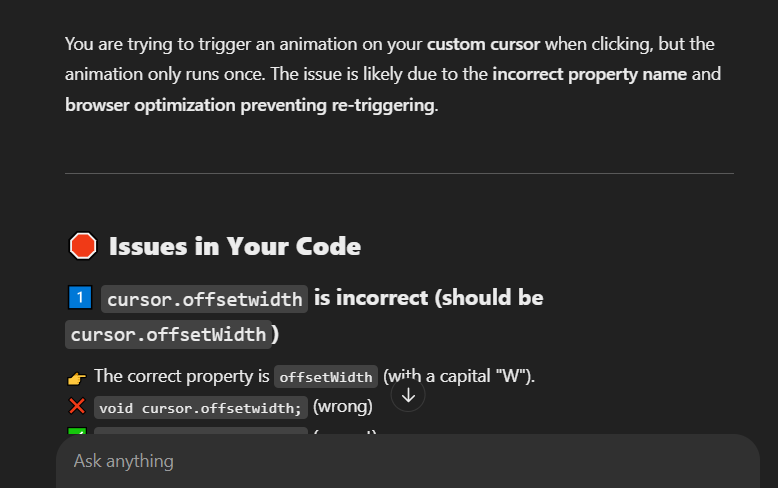 You are trying to trigger an animation on your custom cursor when clicking, but the
animation only runs once. The issue is likely due to the incorrect property name and
browser optimization preventing re-triggering.
Issues in Your Code
1 cursor.offsetwidth is incorrect (should be
cursor.offsetWidth)
The correct property is offsetWidth (with a capital "W").
void cursor.offsetwidth; (wrong)
Ask anything